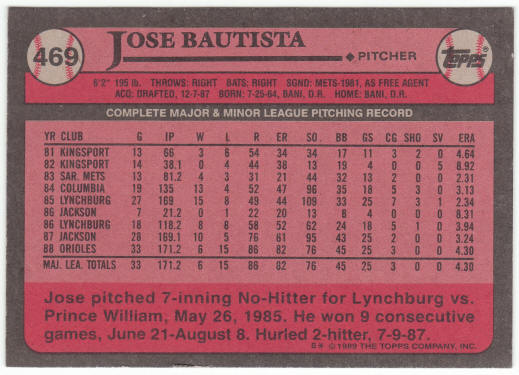 469
JOSE BAUTISTA
PITCHER
topps
6'2" 195 lb. THROWS: RIGHT BATS: RIGHT SGND: METS-1981, AS FREE AGENT
ACQ: DRAFTED, 12-7-87 BORN: 7-25-64, BANI, D.R. HOME: BANI, D.R.
COMPLETE MAJOR & MINOR LEAGUE PITCHING RECORD
YR CLUB G IP W L R ER SO BB GS CG SHO SV ERA
81 KINGSPORT 13 66 3 6 54 34 34 17 11 3 2 0 4.64
82 KINGSPORT 14 38.1 0 4 44 38 13 19 4 0 0 5 8.92
83 SAR. METS 13 81.2 4 3 31 21 44 32 13 2 0 0 2.31
84 COLUMBIA 19 135 13 4 52 47 96 35 18 5 3 0 3.13
85 LYNCHBURG 27 169 15 8 49 44 109 33 25 7 3 1 2.34
86 JACKSON 7 21.2 0 1 22 20 13 8 4 0 0 0 8.31
86 LYNCHBURG 18 118.2 8 8 58 52 62 24 18 5 1 0 3.94
87 JACKSON 28 169.1 10 5 76 61 95 43 25 2 0 0 3.24
88 ORIOLES 33 171.2 6 15 86 82 76 45 25 3 0 0 4.30
MAJ. LEA. TOTALS 33 171.2 6 15 86 82 76 45 25 3 0 0 4.30
Jose pitched 7-inning No-Hitter for Lynchburg vs.
Prince William, May 26, 1985. He won 9 consecutive
games, June 21-August 8. Hurled 2-hitter, 7-9-87.
© 1989 THE TOPPS COMPANY, INC.